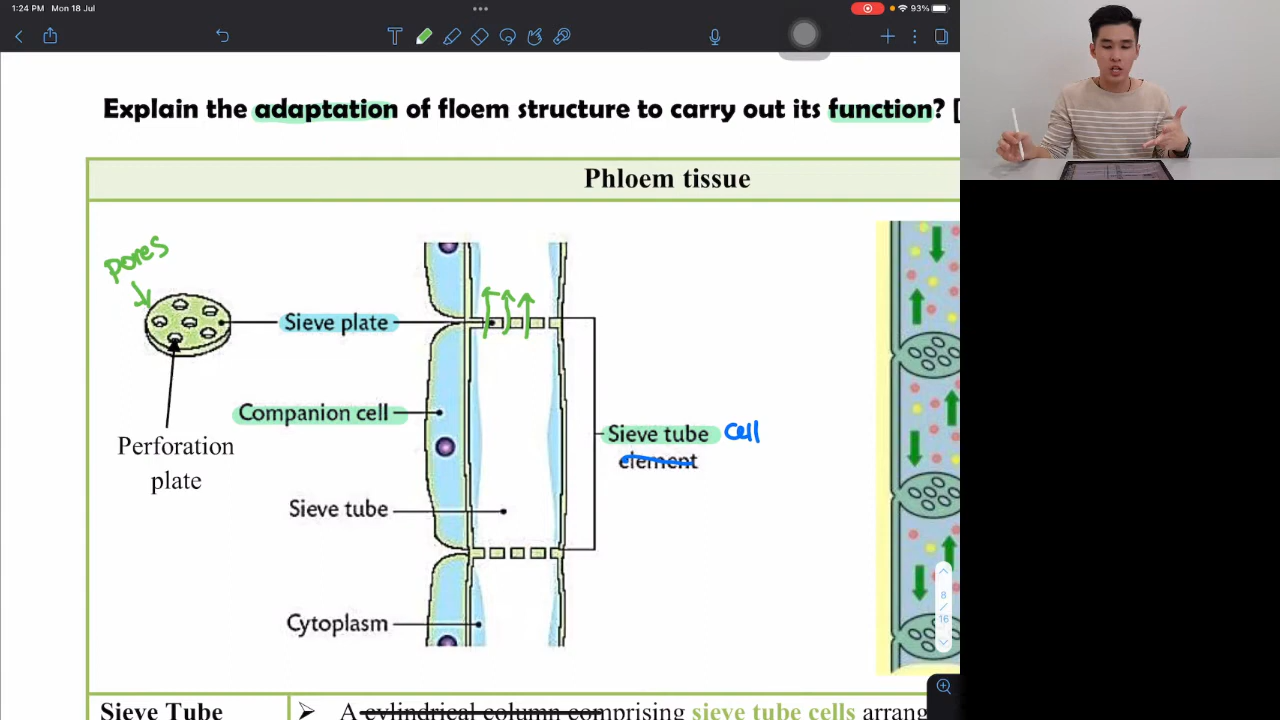 1:24 PM Mon 18 Jul
93%
Explain the adaptation of floem structure to carry out its function? [
Phloem tissue
pores
Sieve plate
Companion cell
Sieve tube cell
element
Perforation
plate
Sieve tube
Cytoplasm
8
/
16
Sieve Tube
A cylindrical column comprising sieve tube cells arrang